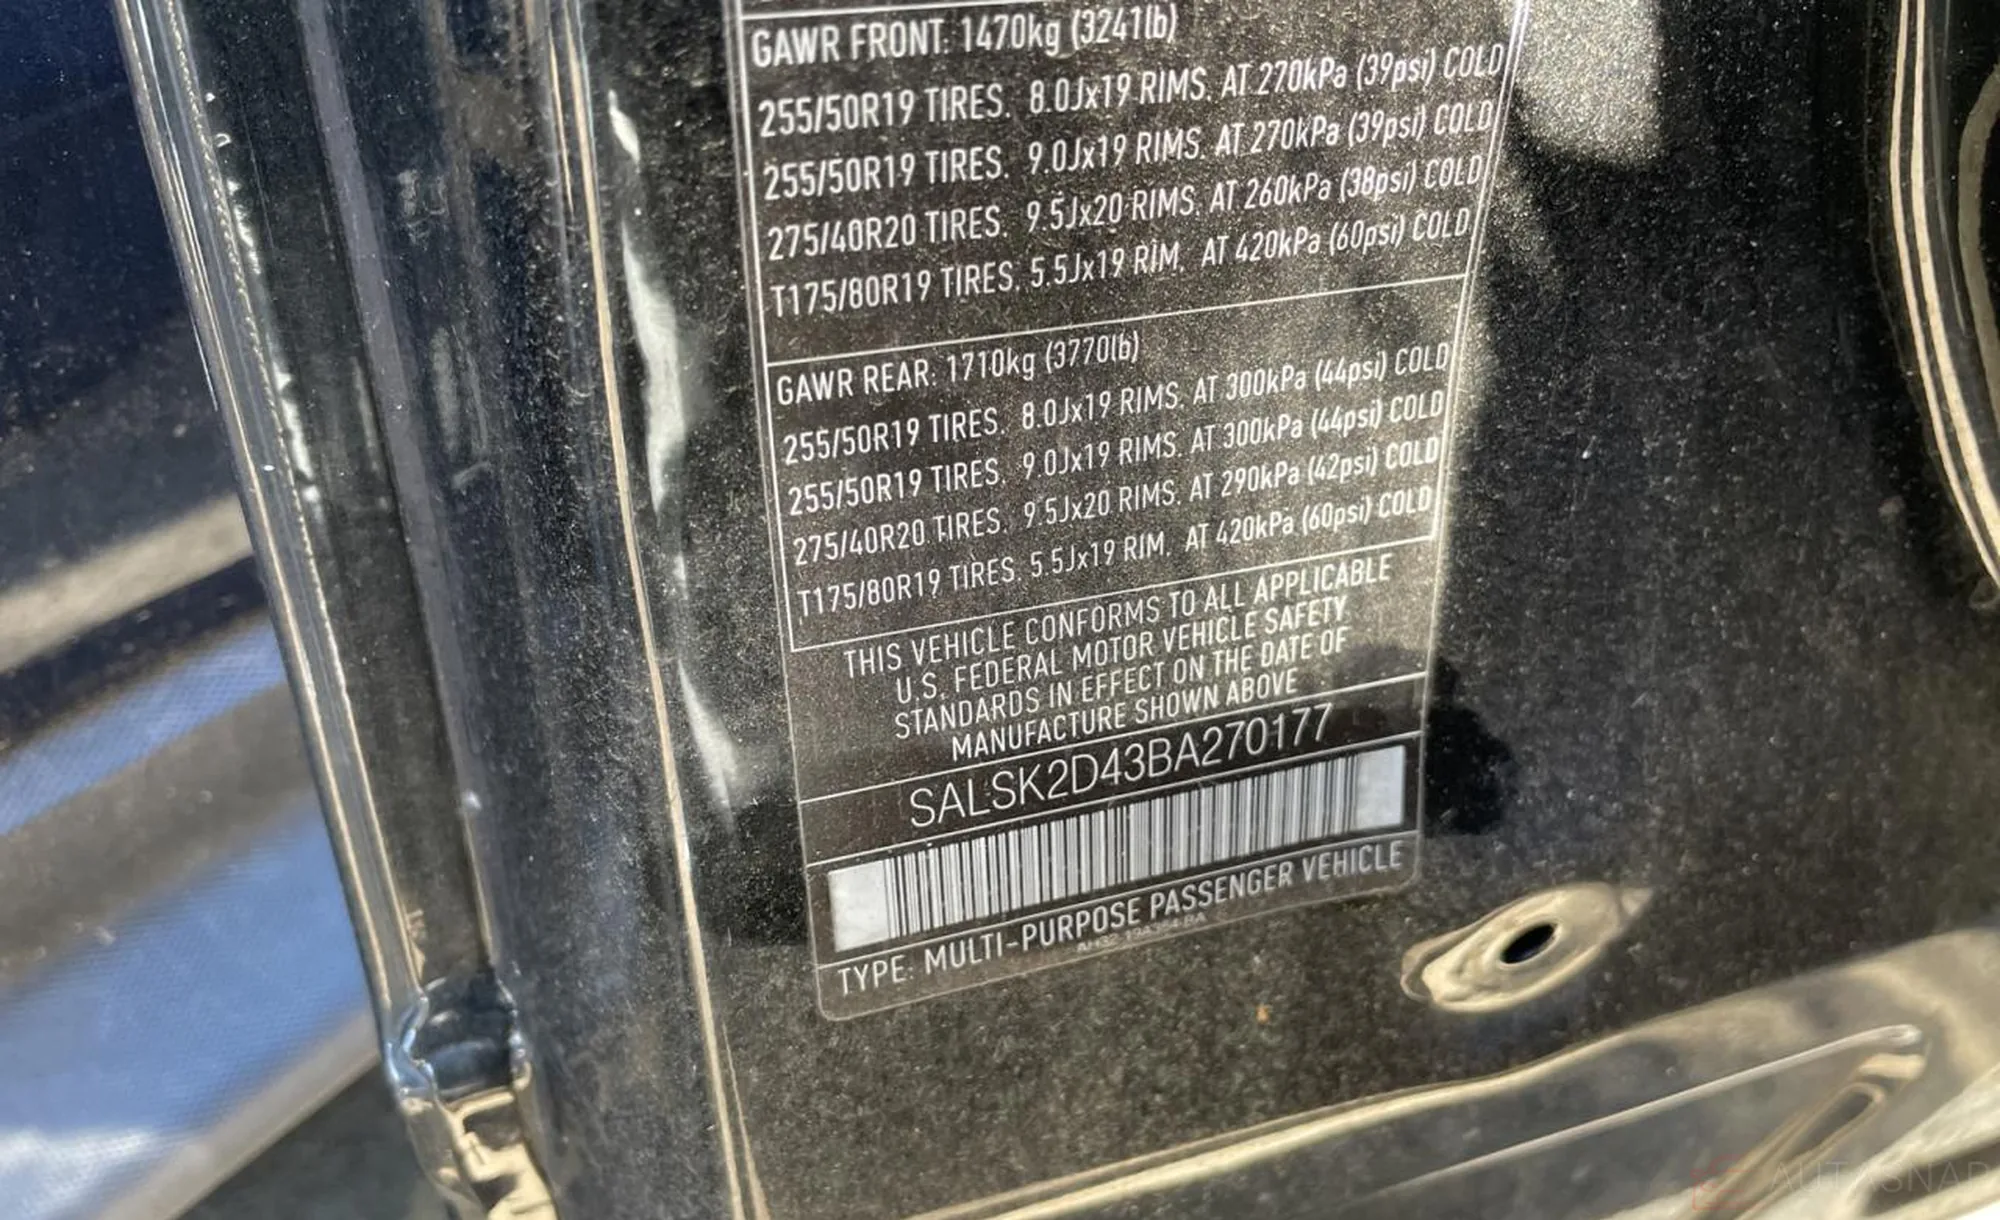 GAWR FRONT: 1470kg (3241lb)
255/50R19 TIRES. 8.0Jx19 RIMS. AT 270kPa (39psi) COLD
255/50R19 TIRES. 9.0Jx19 RIMS. AT 270kPa (39psi) COLD
275/40R20 TIRES. 9.5Jx20 RIMS. AT 260kPa (38psi) COLD
T175/80R19 TIRES. 5.5Jx19 RIM. AT 420kPa (60psi) COLD
GAWR REAR: 1710kg (3770lb)
255/50R19 TIRES. 8.0Jx19 RIMS. AT 300kPa (44psi) COLD
255/50R19 TIRES. 9.0Jx19 RIMS. AT 300kPa (44psi) COLD
275/40R20 TIRES. 9.5Jx20 RIMS. AT 290kPa (42psi) COLD
T175/80R19 TIRES. 5.5Jx19 RIM. AT 420kPa (60psi) COLD
THIS VEHICLE CONFORMS TO ALL APPLICABLE
U.S. FEDERAL MOTOR VEHICLE SAFETY
STANDARDS IN EFFECT ON THE DATE OF
MANUFACTURE SHOWN ABOVE
SALSK2D43BA270177
TYPE: MULTI-PURPOSE PASSENGER VEHICLE